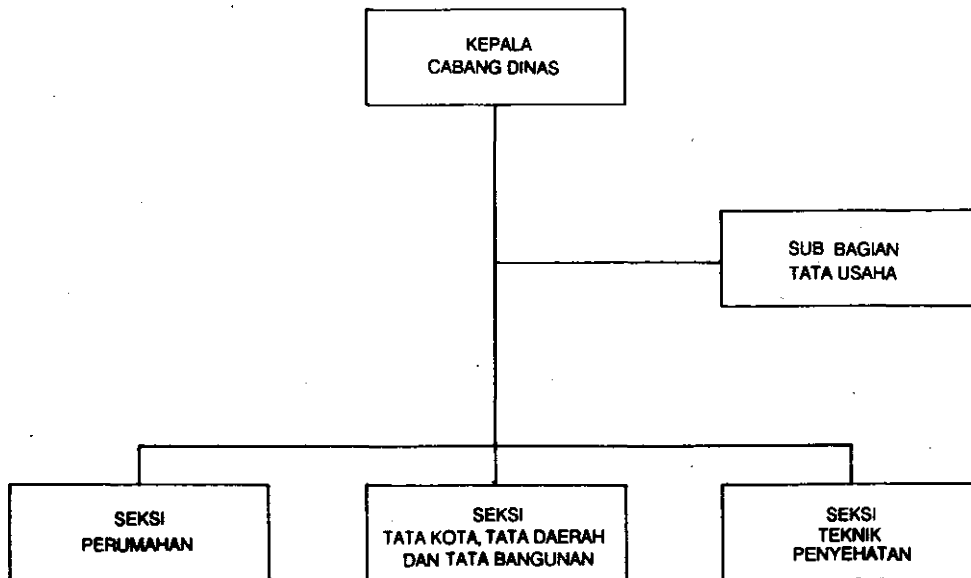 KEPALA
CABANG DINAS
SUB BAGIAN
TATA USAHA
SEKSI
PERUMAHAN
SEKSI
TATA KOTA, TATA DAERAH
DAN TATA BANGUNAN
SEKSI
TEKNIK
PENYEHATAN